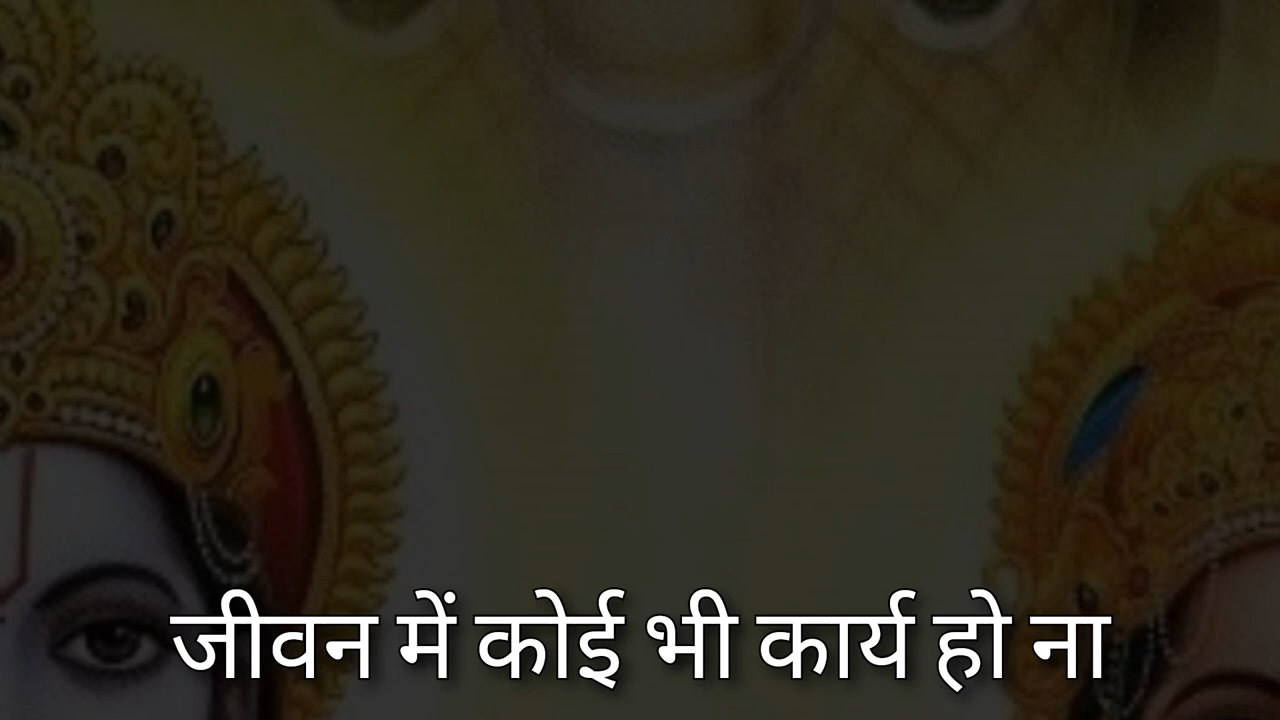 जीवन में कोई भी कार्य हो ना